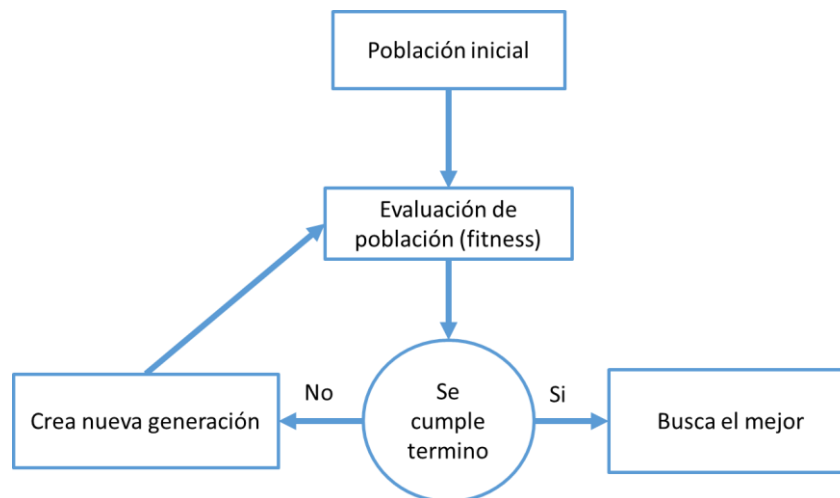 Población inicial
Evaluación de
población (fitness)
Crea nueva generación
No
Se
cumple
termino
Si
Busca el mejor